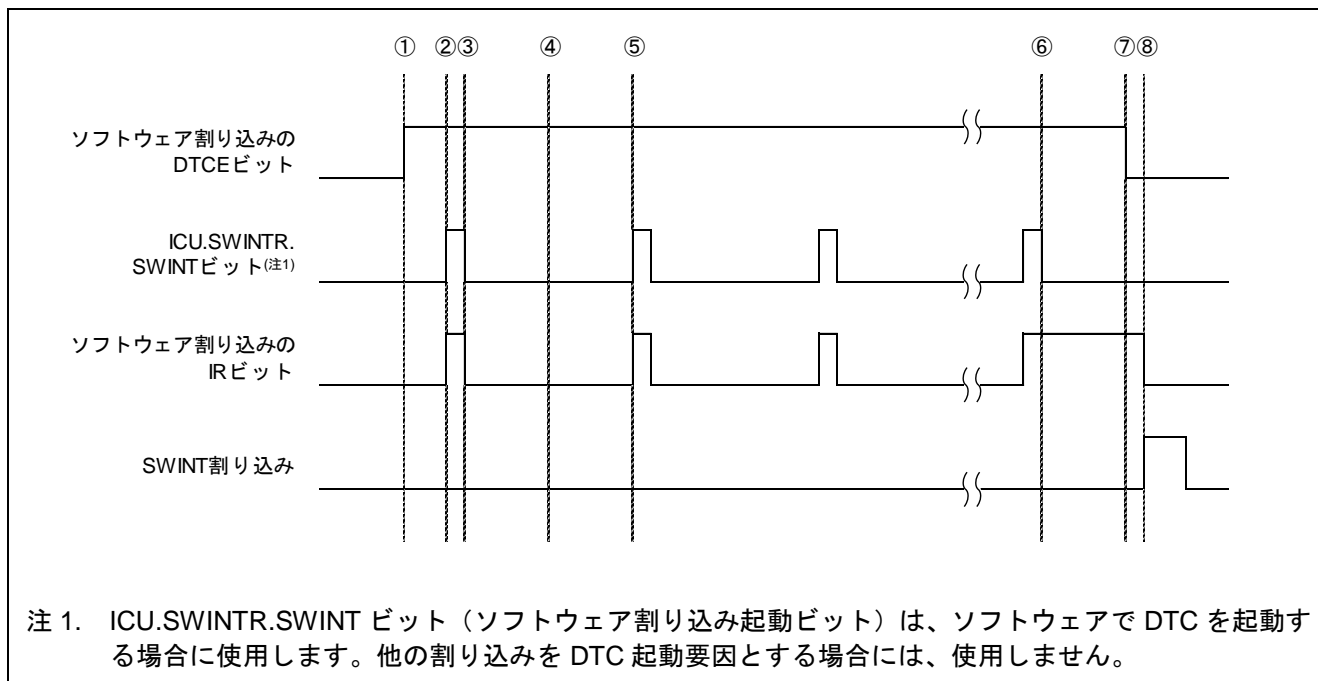 ① ②③ ④ ⑤ ⑥ ⑦⑧
ソフトウェア割り込みの
DTCEビット
ICU.SWINTR.
SWINTビット(注1)
ソフトウェア割り込みの
IRビット
SWINT割り込み
注 1. ICU.SWINTR.SWINT ビット（ソフトウェア割り込み起動ビット）は、ソフトウェアで DTC を起動す
る場合に使用します。他の割り込みを DTC 起動要因とする場合には、使用しません。